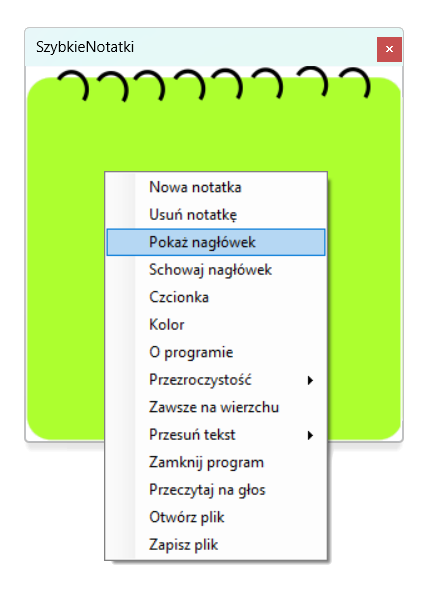 SzybkieNotatki
Nowa notatka
Usuń notatkę
Pokaż nagłówek
Schowaj nagłówek
Czcionka
Kolor
O programie
Przezroczystość
Zawsze na wierzchu
Przesuń tekst
Zamknij program
Przeczytaj na głos
Otwórz plik
Zapisz plik